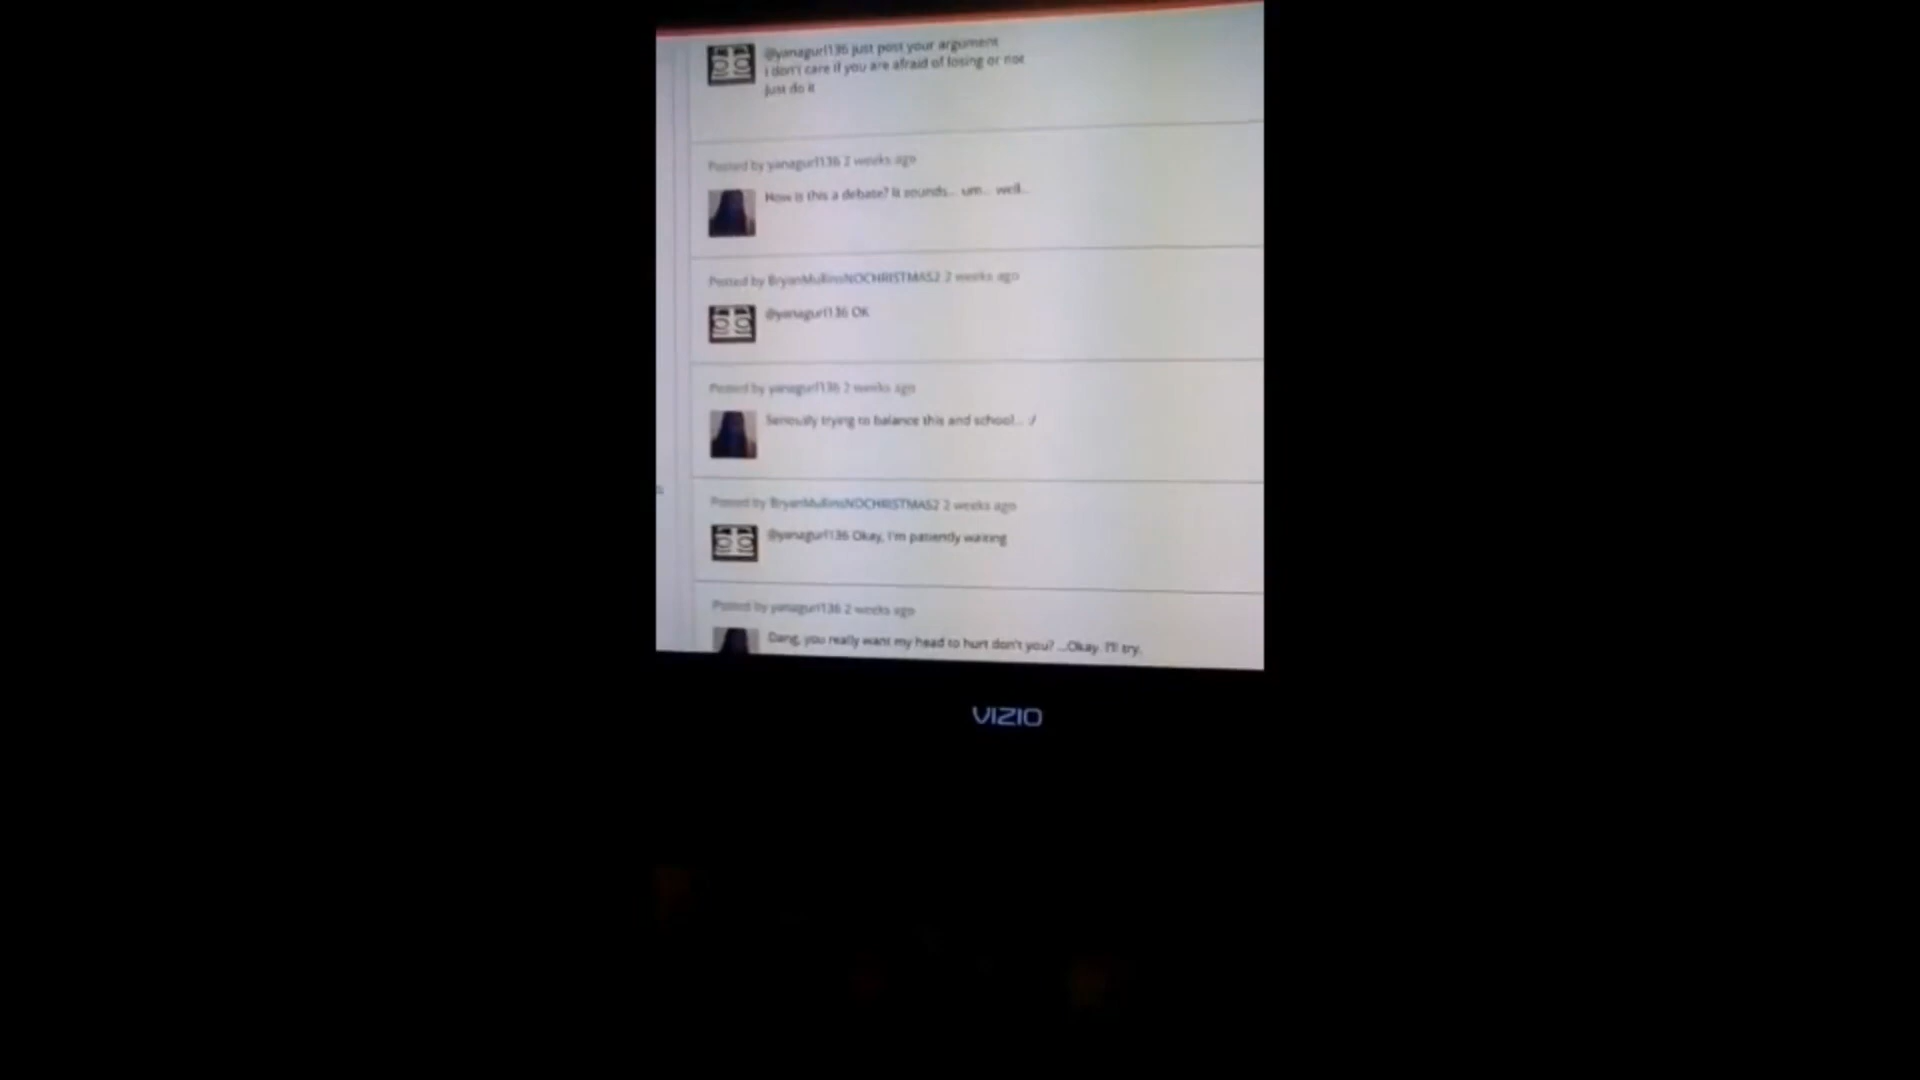 @yanagurl136 just post your argument
I don't care if you are afraid of losing or not
Just do it
Posted by yanagurl136 2 weeks ago
How is this a debate? It sounds... um... well...
Posted by BryanMullinsNOCHRISTMAS2 2 weeks ago
@yanagurl136 OK
Posted by yanagurl136 2 weeks ago
Seriously trying to balance this and school... :/
Posted by BryanMullinsNOCHRISTMAS2 2 weeks ago
@yanagurl136 Okay, I'm patiently waiting
Posted by yanagurl136 2 weeks ago
Dang, you really want my head to hurt don't you? ...Okay. I'll try.
VIZIO